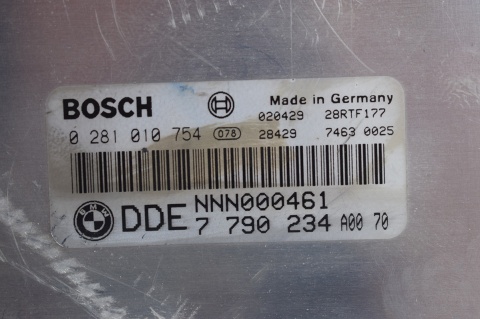 BOSCH Made in Germany
020429 28RTF177
0 281 010 754 078 28429 7463 0025
BMW DDE NNN000461
7 790 234 A00 70